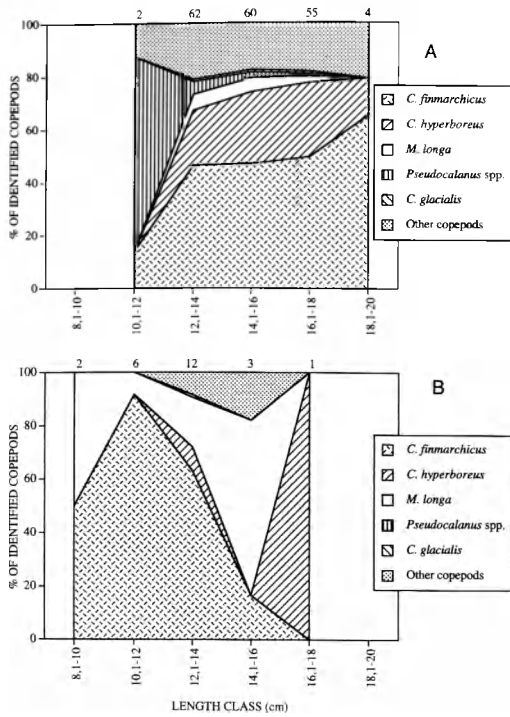 2 62 60 55 4
A
100
80
60
40
20
0
% OF IDENTIFIED COPEPODS
C. finmarchicus
C. hyperboreus
M. longa
Pseudocalanus spp.
C. glacialis
Other copepods
8,1-10
10,1-12
12,1-14
14,1-16
16,1-18
18,1-20
2 6 12 3 1
B
100
80
60
40
20
0
% OF IDENTIFIED COPEPODS
C. finmarchicus
C. hyperboreus
M. longa
Pseudocalanus spp.
C. glacialis
Other copepods
8,1-10
10,1-12
12,1-14
14,1-16
16,1-18
18,1-20
LENGTH CLASS (cm)